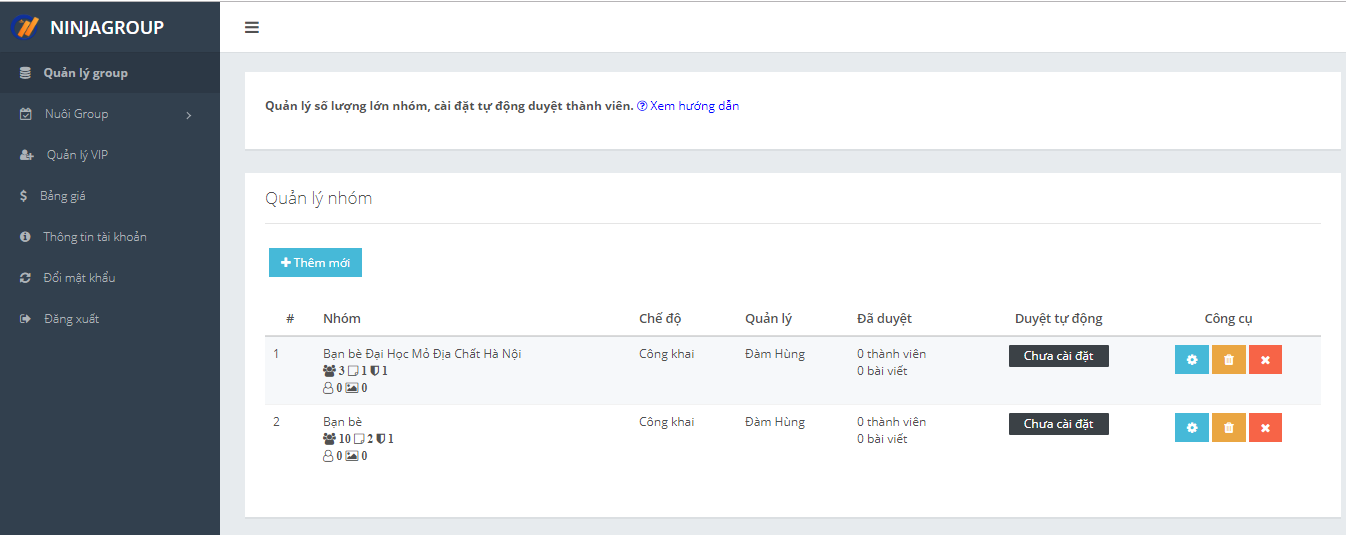 NINJAGROUP
Quản lý group
Nuôi Group
Quản lý VIP
Bảng giá
Thông tin tài khoản
Đổi mật khẩu
Đăng xuất
Quản lý số lượng lớn nhóm, cài đặt tự động duyệt thành viên. Xem hướng dẫn
Quản lý nhóm
Thêm mới
# Nhóm Chế độ Quản lý Đã duyệt Duyệt tự động Công cụ
1 Bạn bè Đại Học Mỏ Địa Chất Hà Nội Công khai Đàm Hùng 0 thành viên Chưa cài đặt
3 1 1 0 bài viết
0 0
2 Bạn bè Công khai Đàm Hùng 0 thành viên Chưa cài đặt
10 2 1 0 bài viết
0 0